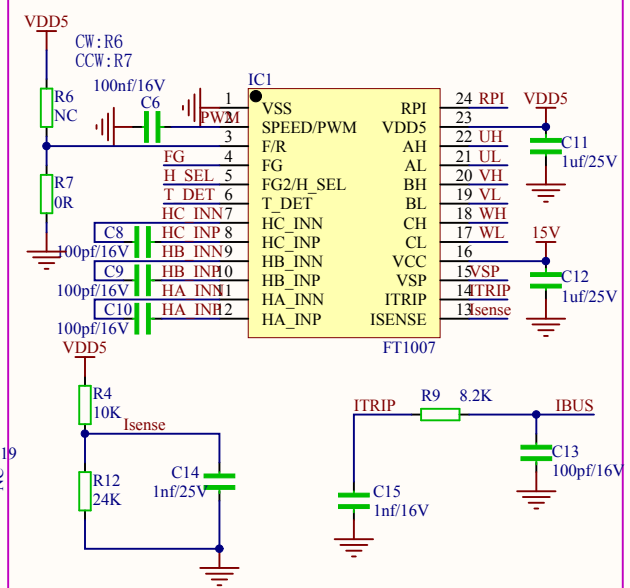 VDD5
CW:R6
CCW:R7
R6
NC
100nf/16V
C6
IC1
PWM
R7
0R
FG
H_SEL
T_DET
HC_INN
HC_INP
HB_INN
HB_INP
HA_INN
HA_INP
C8
100pf/16V
C9
100pf/16V
C10
100pf/16V
1 VSS
2 SPEED/PWM
3 F/R
4 FG
5 FG2/H_SEL
6 T_DET
7 HC_INN
8 HC_INP
9 HB_INN
10 HB_INP
11 HA_INN
12 HA_INP
RPI 24 RPI
VDD5 23
AH 22 UH
AL 21 UL
BH 20 VH
BL 19 VL
CH 18 WH
CL 17 WL
VCC 16
VSP 15 VSP
ITRIP 14 ITRIP
ISENSE 13 Isense
FT1007
VDD5
C11
1uf/25V
15V
C12
1uf/25V
VDD5
R4
10K
Isense
R12
24K
C14
1nf/25V
19
NC
ITRIP
R9 8.2K
IBUS
C13
100pf/16V
C15
1nf/16V